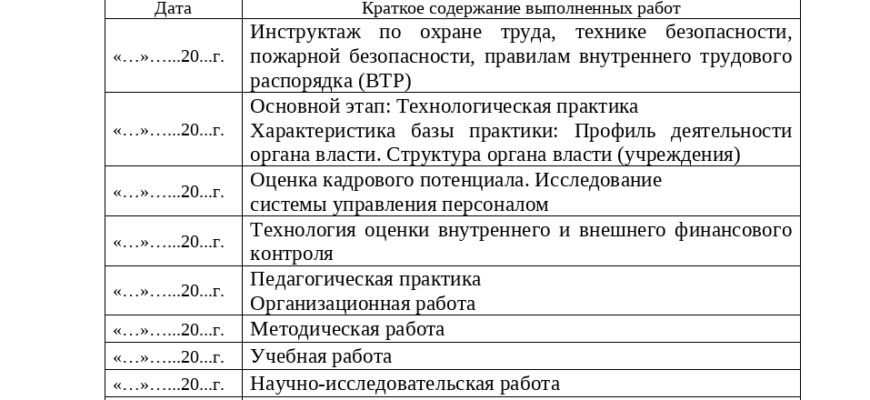 Дата
Краткое содержание выполненных работ
«…»…...20...г.
Инструктаж по охране труда, технике безопасности,
пожарной безопасности, правилам внутреннего трудового
распорядка (ВТР)
«…»…...20...г.
Основной этап: Технологическая практика
Характеристика базы практики: Профиль деятельности
органа власти. Структура органа власти (учреждения)
«…»…...20...г.
Оценка кадрового потенциала. Исследование
системы управления персоналом
«…»…...20...г.
Технология оценки внутреннего и внешнего финансового
контроля
«…»…...20...г.
Педагогическая практика
Организационная работа
«…»…...20...г.
Методическая работа
«…»…...20...г.
Учебная работа
«…»…...20...г.
Научно-исследовательская работа